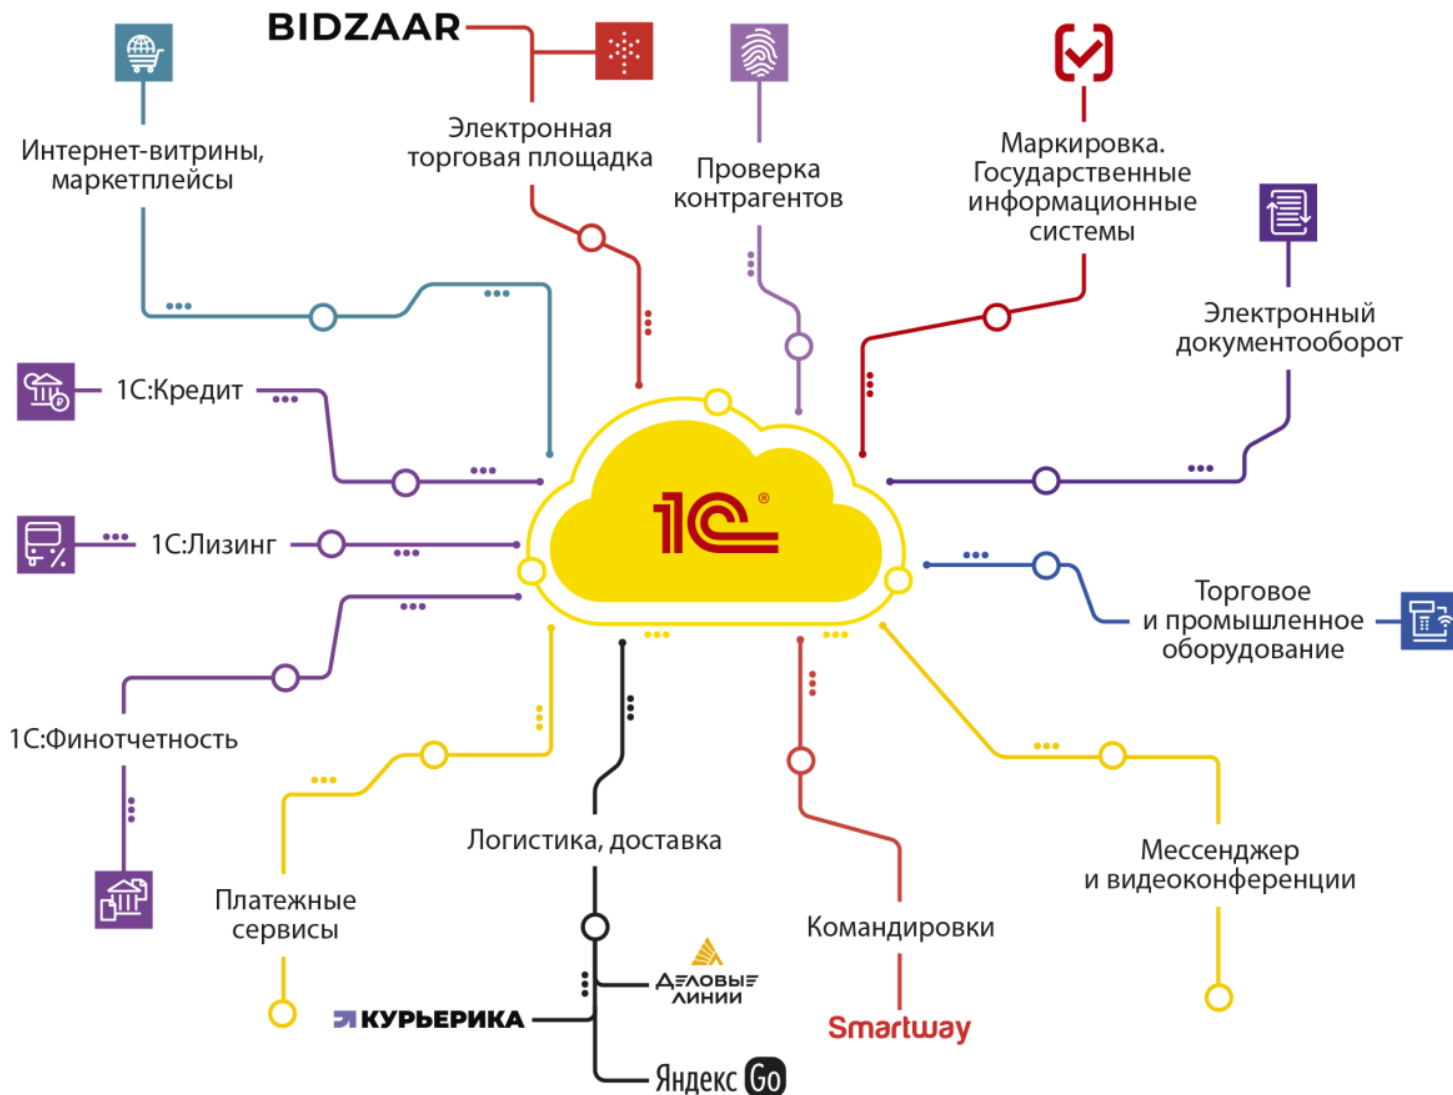 BIDZAAR
Интернет-витрины,
маркетплейсы
Электронная
торговая площадка
Проверка
контрагентов
Маркировка.
Государственные
информационные
системы
Электронный
документооборот
1С:Кредит
1С:Лизинг
1С:Финотчетность
1С®
Торговое
и промышленное
оборудование
Платежные
сервисы
Логистика, доставка
КУРЬЕРИКА
ДЕЛОВЫЕ
ЛИНИИ
Яндекс Go
Командировки
Smartway
Мессенджер
и видеоконференции